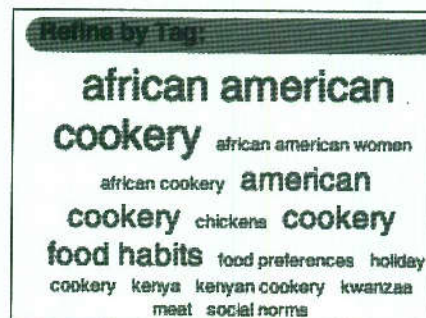 Refine by Tag:
african american
cookery african american women
african cookery american
cookery chickens cookery
food habits food preferences holiday
cookery kenya kenyan cookery kwanzaa
meat social norms